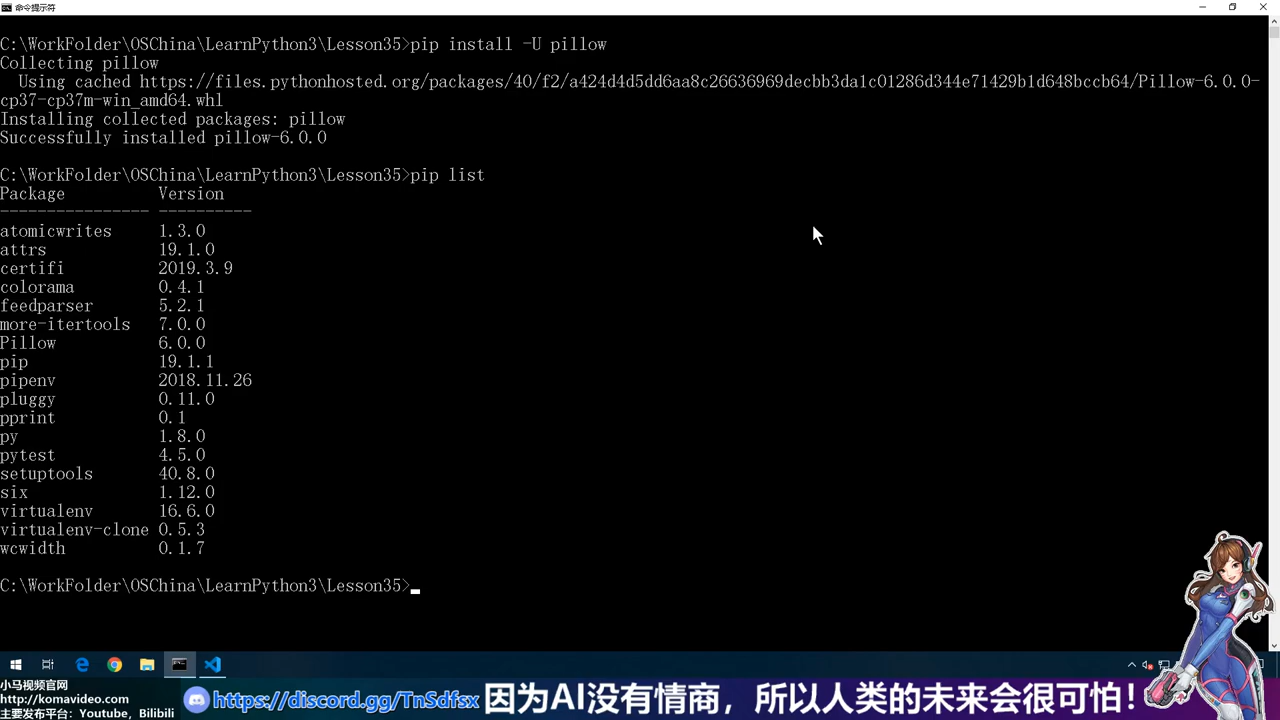 命令提示符
C:\WorkFolder\OSChina\LearnPython3\Lesson35>pip install -U pillow
Collecting pillow
  Using cached https://files.pythonhosted.org/packages/40/f2/a424d4d5dd6aa8c26636969decbb3da1c01286d344e71429b1d648bccb64/Pillow-6.0.0-
cp37-cp37m-win_amd64.whl
Installing collected packages: pillow
Successfully installed pillow-6.0.0
C:\WorkFolder\OSChina\LearnPython3\Lesson35>pip list
Package Version
---------------- ----------
atomicwrites 1.3.0
attrs 19.1.0
certifi 2019.3.9
colorama 0.4.1
feedparser 5.2.1
more-itertools 7.0.0
Pillow 6.0.0
pip 19.1.1
pipenv 2018.11.26
pluggy 0.11.0
pprint 0.1
py 1.8.0
pytest 4.5.0
setuptools 40.8.0
six 1.12.0
virtualenv 16.6.0
virtualenv-clone 0.5.3
wcwidth 0.1.7
C:\WorkFolder\OSChina\LearnPython3\Lesson35>
小马视频官网
http://komavideo.com
主要发布平台：Youtube，Bilibili
https://discord.gg/TnSdfsx 因为AI没有情商，所以人类的未来会很可怕！